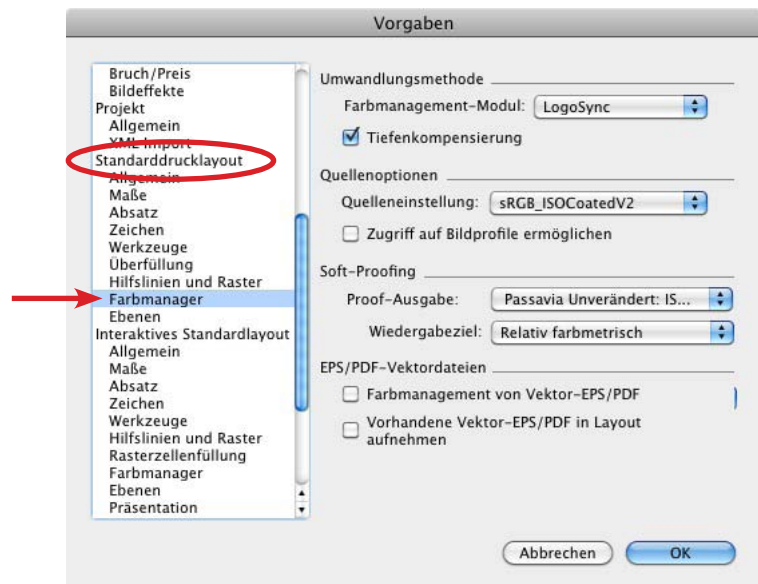 Vorgaben
Bruch/Preis
Bildeffekte
Projekt
Allgemein
XML Import
Standarddrucklayout
Allgemein
Maße
Absatz
Zeichen
Werkzeuge
Überfüllung
Hilfslinien und Raster
Farbmanager
Ebenen
Interaktives Standardlayout
Allgemein
Maße
Absatz
Zeichen
Werkzeuge
Hilfslinien und Raster
Rasterzellenfüllung
Farbmanager
Ebenen
Präsentation
Umwandlungsmethode
Farbmanagement-Modul: LogoSync
Tiefenkompensierung
Quellenoptionen
Quelleneinstellung: sRGB_ISOCoatedV2
Zugriff auf Bildprofile ermöglichen
Soft-Proofing
Proof-Ausgabe: Passavia Unverändert: IS...
Wiedergabeziel: Relativ farbmetrisch
EPS/PDF-Vektordateien
Farbmanagement von Vektor-EPS/PDF
Vorhandene Vektor-EPS/PDF in Layout
aufnehmen
Abbrechen OK